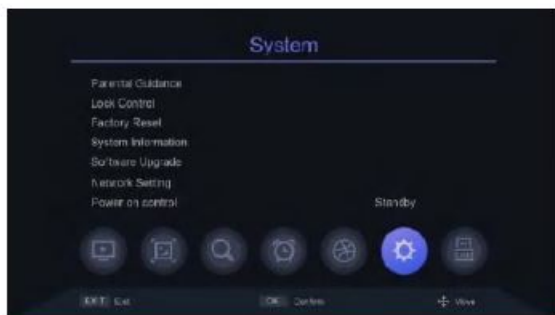 System
Parental Guidance
Lock Control
Factory Reset
System Information
Software Upgrade
Network Setting
Power on control Standby
EXIT Exit OK Confirm Move